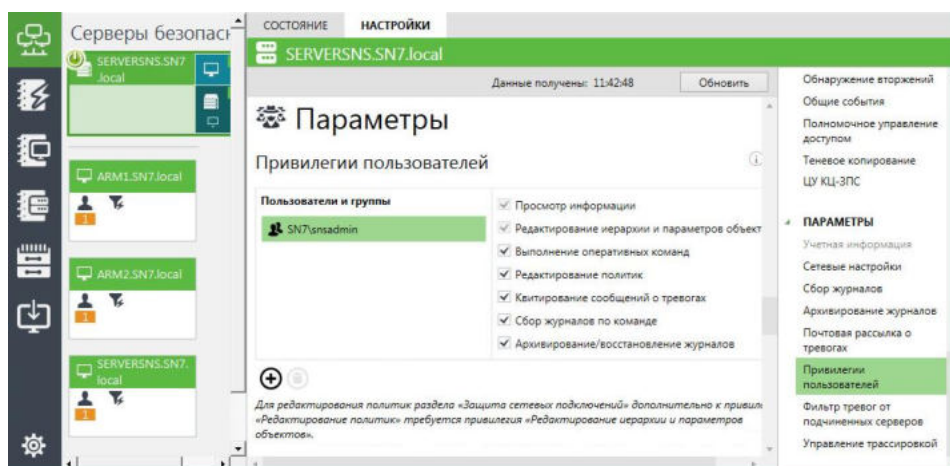 Серверы безопасн
SERVERSNS.SN7
.local
ARM1.SN7.local
1
ARM2.SN7.local
1
SERVERSNS.SN7.
local
1
СОСТОЯНИЕ НАСТРОЙКИ
SERVERSNS.SN7.local
Данные получены: 11:42:48 Обновить
Параметры
Привилегии пользователей
Пользователи и группы
SN7\snsadmin
Просмотр информации
Редактирование иерархии и параметров объект
Выполнение оперативных команд
Редактирование политик
Квитирование сообщений о тревогах
Сбор журналов по команде
Архивирование/восстановление журналов
Для редактирования политик раздела «Защита сетевых подключений» дополнительно к привил
«Редактирование политик» требуется привилегия «Редактирование иерархии и параметров
объектов».
Обнаружение вторжений
Общие события
Полномочное управление
доступом
Теневое копирование
ЦУ КЦ-ЗПС
ПАРАМЕТРЫ
Учетная информация
Сетевые настройки
Сбор журналов
Архивирование журналов
Почтовая рассылка о
тревогах
Привилегии
пользователей
Фильтр тревог от
подчиненных серверов
Управление трассировкой